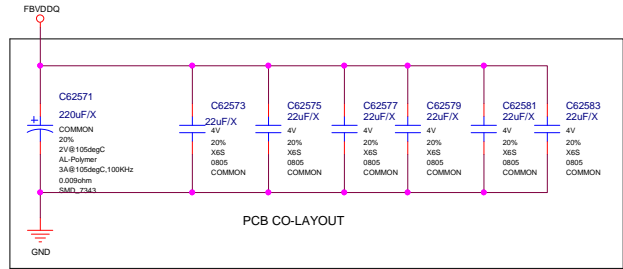 FBVDDQ
C62571
220uF/X
COMMON
20%
2V@105degC
AL-Polymer
3A@105degC,100KHz
0.009ohm
SMD_7343
C62573
22uF/X
4V
20%
X6S
0805
COMMON
C62575
22uF/X
4V
20%
X6S
0805
COMMON
C62577
22uF/X
4V
20%
X6S
0805
COMMON
C62579
22uF/X
4V
20%
X6S
0805
COMMON
C62581
22uF/X
4V
20%
X6S
0805
COMMON
C62583
22uF/X
4V
20%
X6S
0805
COMMON
PCB CO-LAYOUT
GND